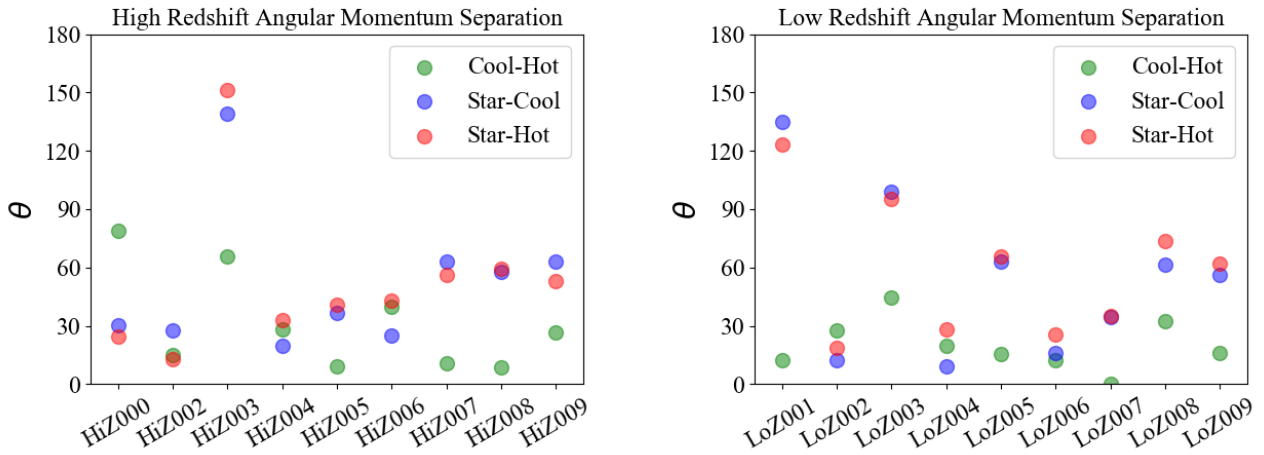 High Redshift Angular Momentum Separation
180
150
120
90
60
30
0
θ
Cool-Hot
Star-Cool
Star-Hot
HiZ000
HiZ002
HiZ003
HiZ004
HiZ005
HiZ006
HiZ007
HiZ008
HiZ009
Low Redshift Angular Momentum Separation
180
150
120
90
60
30
0
θ
Cool-Hot
Star-Cool
Star-Hot
LoZ001
LoZ002
LoZ003
LoZ004
LoZ005
LoZ006
LoZ007
LoZ008
LoZ009